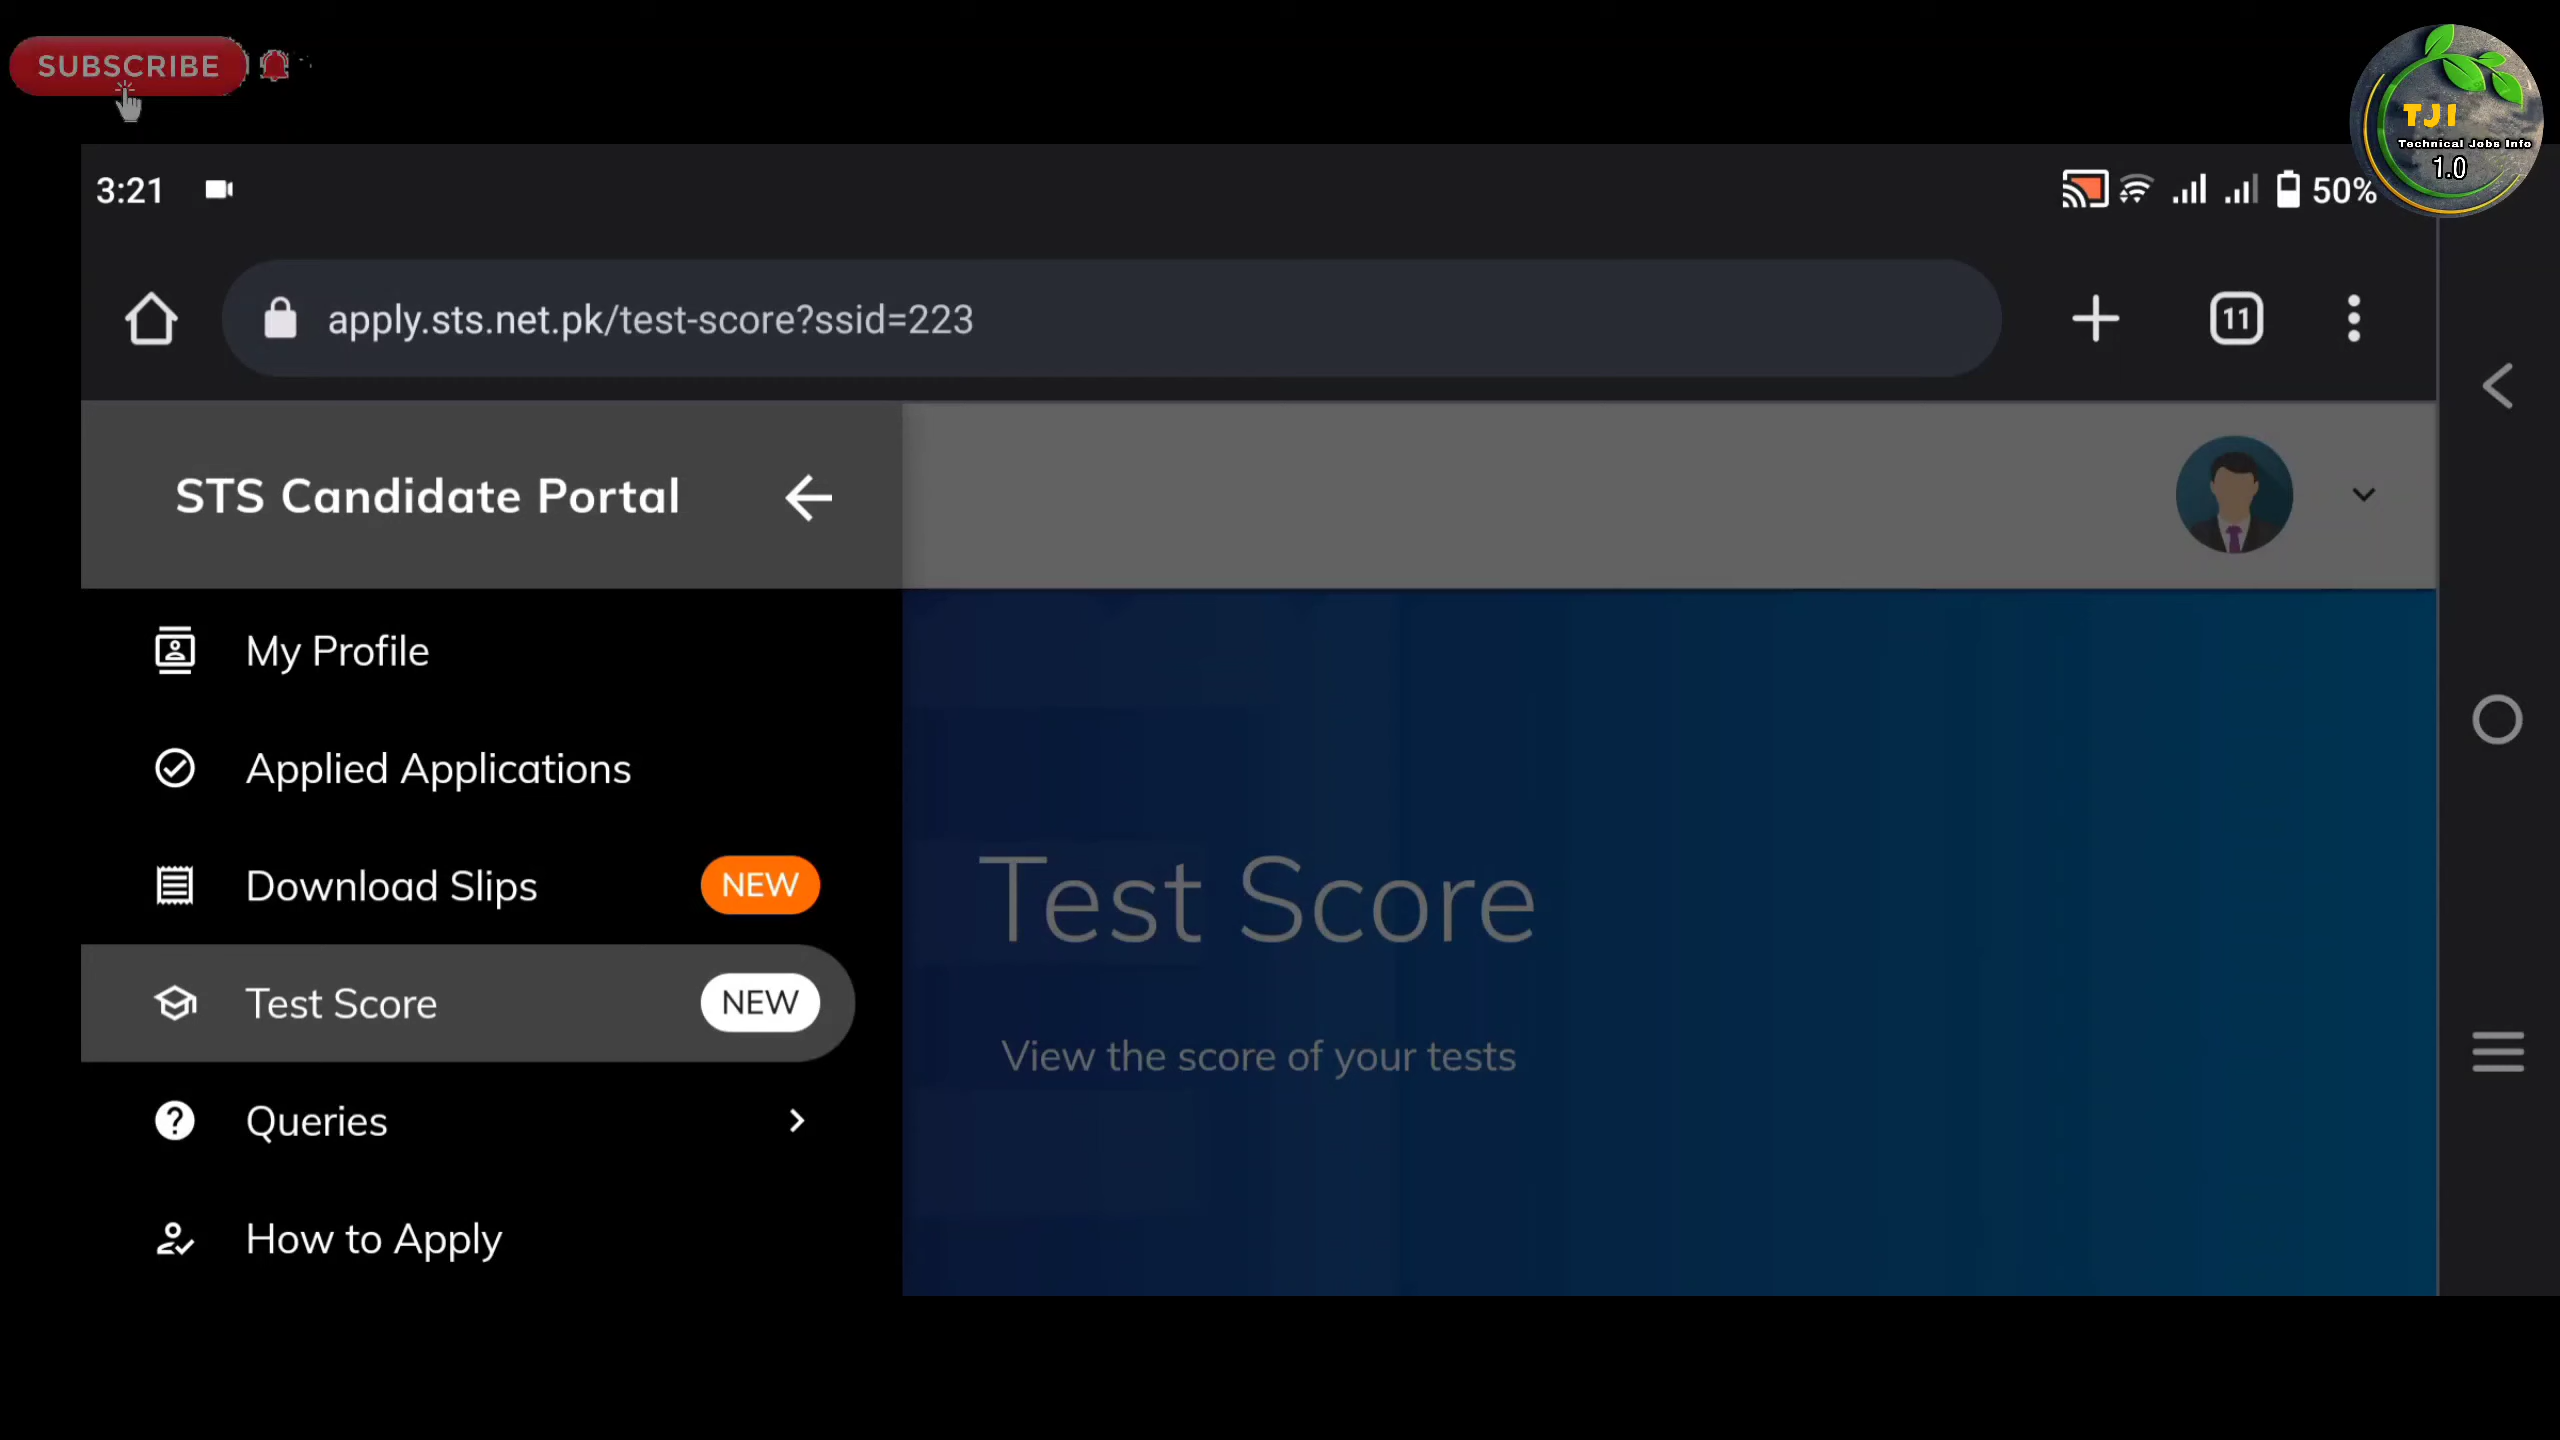 SUBSCRIBE
TJI
Technical Jobs Info
1.0
3:21
50%
apply.sts.net.pk/test-score?ssid=223
11
STS Candidate Portal
My Profile
Applied Applications
Download Slips NEW
Test Score NEW
Queries
How to Apply
Test Score
View the score of your tests